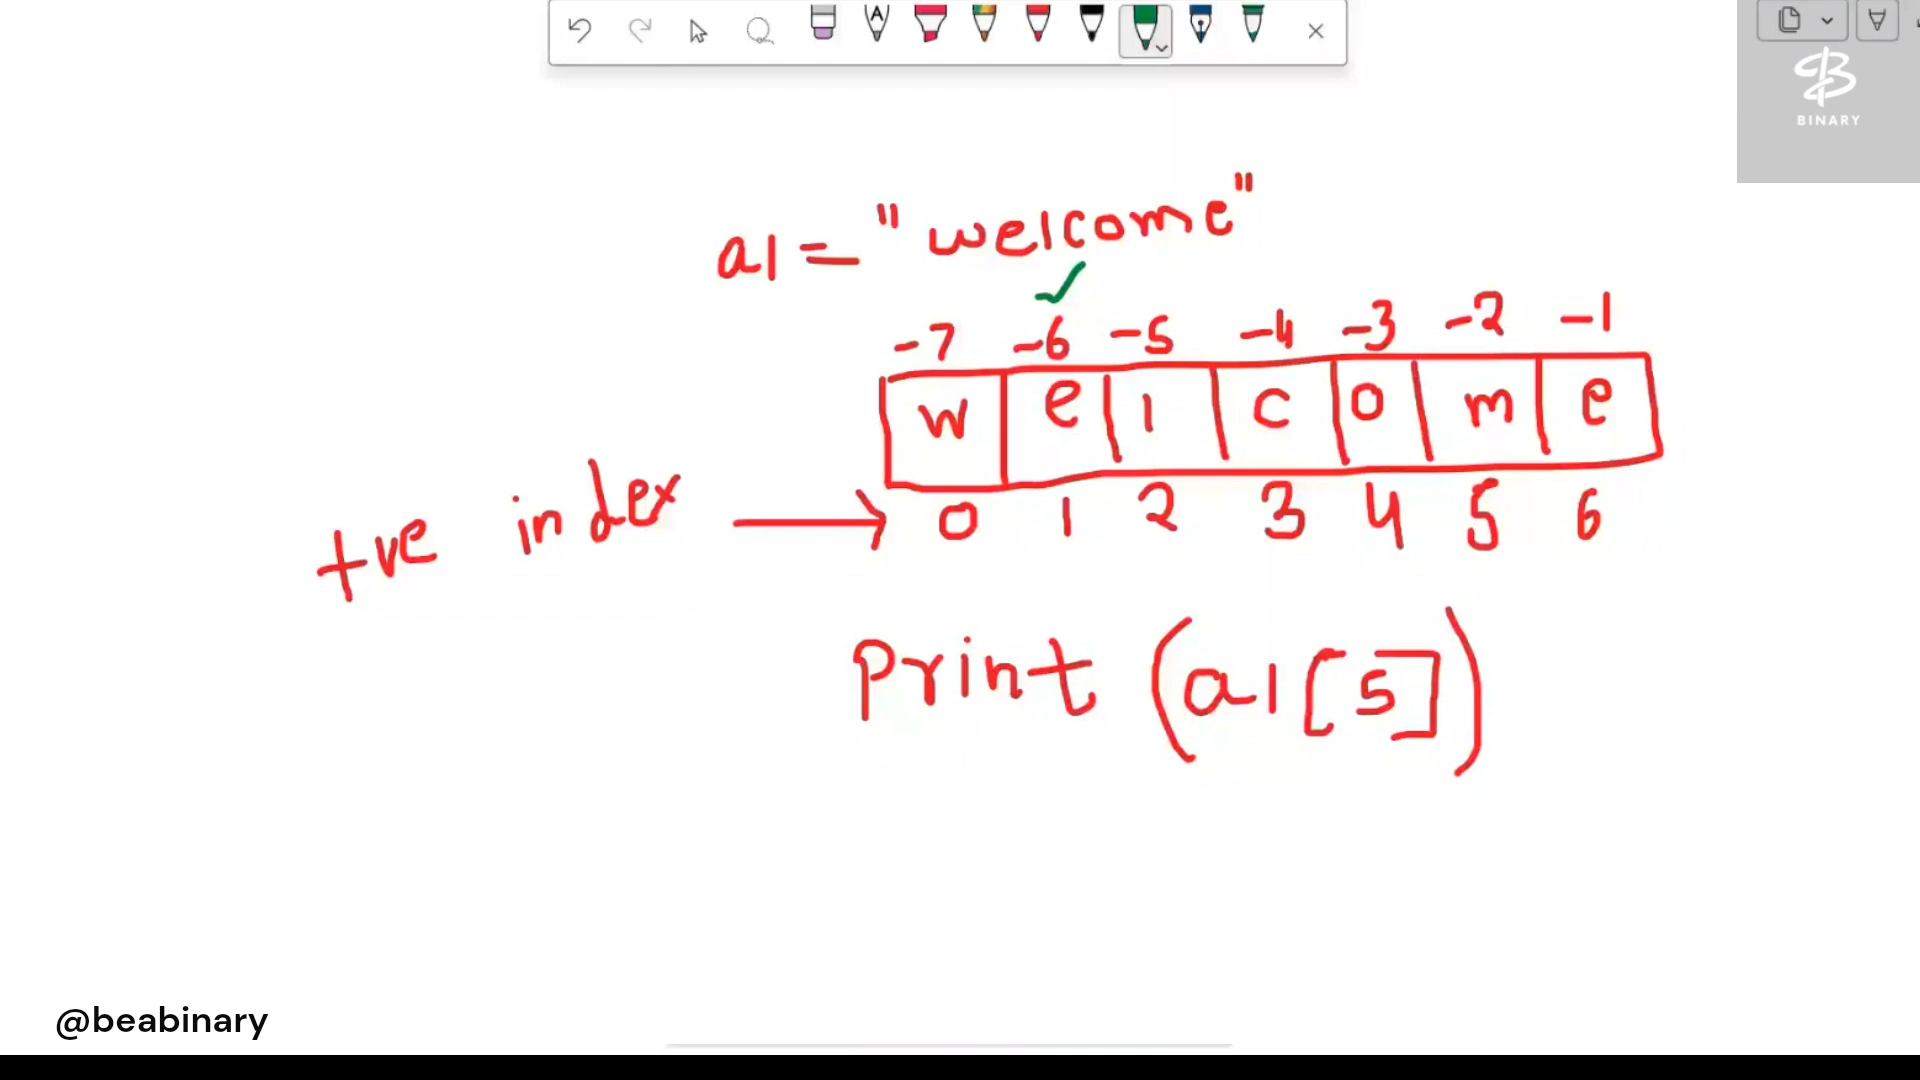 BINARY
a1 = "welcome"
-7 -6 -5 -4 -3 -2 -1
w e l c o m e
+ve index → 0 1 2 3 4 5 6
Print (a1[5])
@beabinary